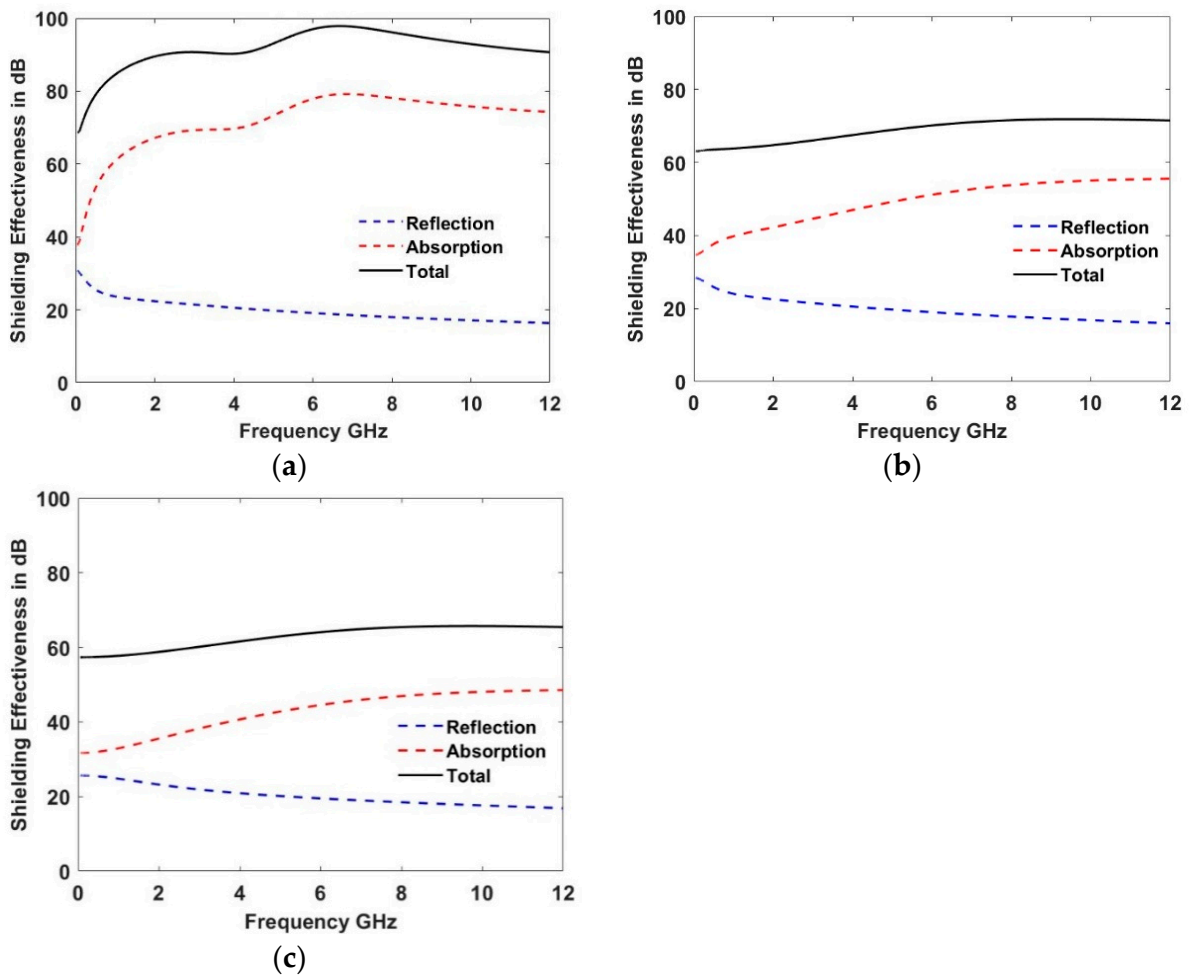 100
80
60
40
20
0
Shielding Effectiveness in dB
Reflection
Absorption
Total
0 2 4 6 8 10 12
Frequency GHz
(a)
100
80
60
40
20
0
Shielding Effectiveness in dB
Reflection
Absorption
Total
0 2 4 6 8 10 12
Frequency GHz
(b)
100
80
60
40
20
0
Shielding Effectiveness in dB
Reflection
Absorption
Total
0 2 4 6 8 10 12
Frequency GHz
(c)